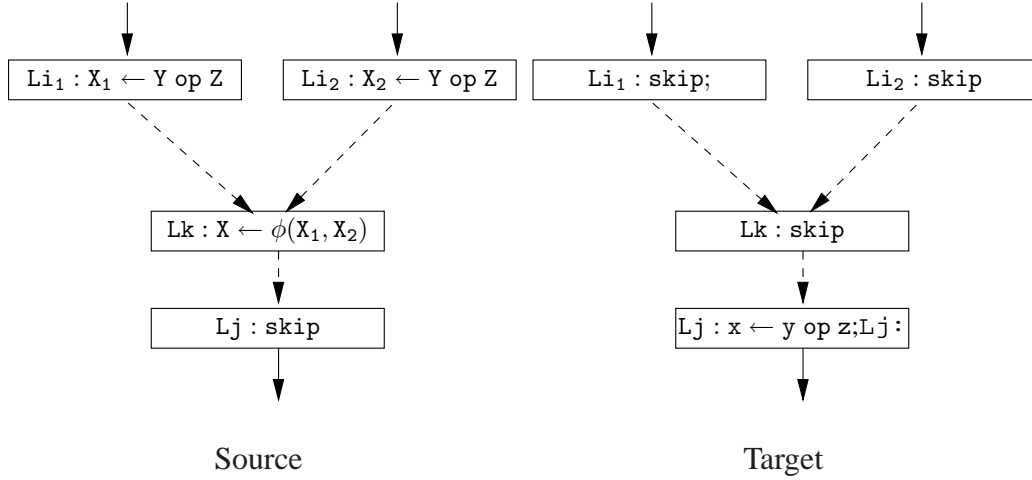 Li₁ : X₁ ← Y op Z
Li₂ : X₂ ← Y op Z
Li₁ : skip;
Li₂ : skip
Lk : X ← ϕ(X₁, X₂)
Lk : skip
Lj : skip
Lj : x ← y op z;Lj:
Source
Target